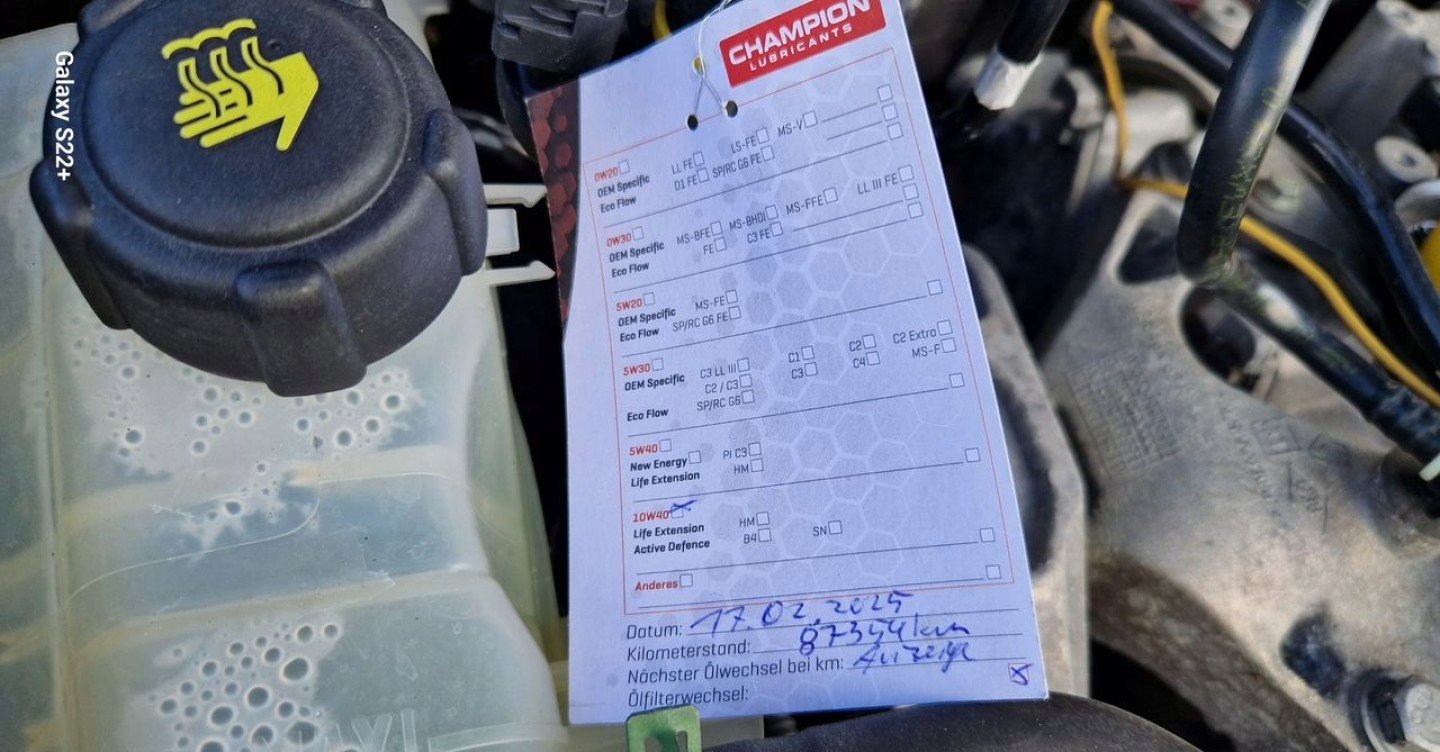 Galaxy S22+
CHAMPION
LUBRICANTS
0W20
OEM Specific LL FE LS-FE MS-V
Eco Flow D1 FE SP/RC G6 FE
0W30
OEM Specific MS-BFE MS-BHDI MS-FFE LL III FE
Eco Flow FE C3 FE
5W20
OEM Specific MS-FE
Eco Flow SP/RC G6 FE
5W30
OEM Specific C3 LL III C1 C2 C2 Extra
C2 / C3 C3 C4 MS-F
Eco Flow SP/RC G6
5W40
New Energy PI C3
Life Extension HM
10W40
Life Extension HM
Active Defence B4 SN
Anderes
Datum: 17.02.2025
Kilometerstand: 87354 km
Nächster Ölwechsel bei km: Anzeige
Ölfilterwechsel: